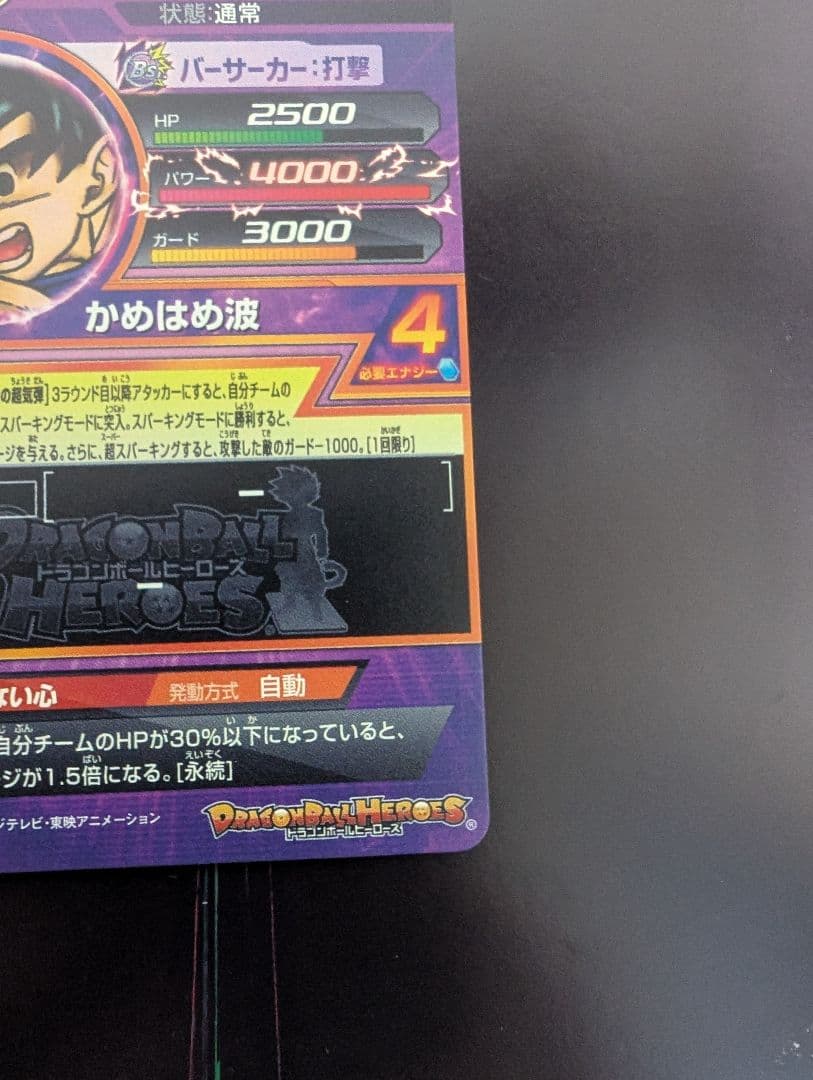 状態:通常
Bs バーサーカー:打撃
HP 2500
パワー 4000
ガード 3000
かめはめ波
4
必要エナジー
の超気弾]3ラウンド目以降アタッカーにすると、自分チームの
スパーキングモードに突入。スパーキングモードに勝利すると、
ージを与える。さらに、超スパーキングすると、攻撃した敵のガード-1000。[1回限り]
DRAGONBALL
ドラゴンボールヒーローズ
HEROES®
ない心 発動方式 自動
自分チームのHPが30%以下になっていると、
ジが1.5倍になる。[永続]
ジテレビ・東映アニメーション
DRAGONBALL HEROES®
ドラゴンボールヒーローズ